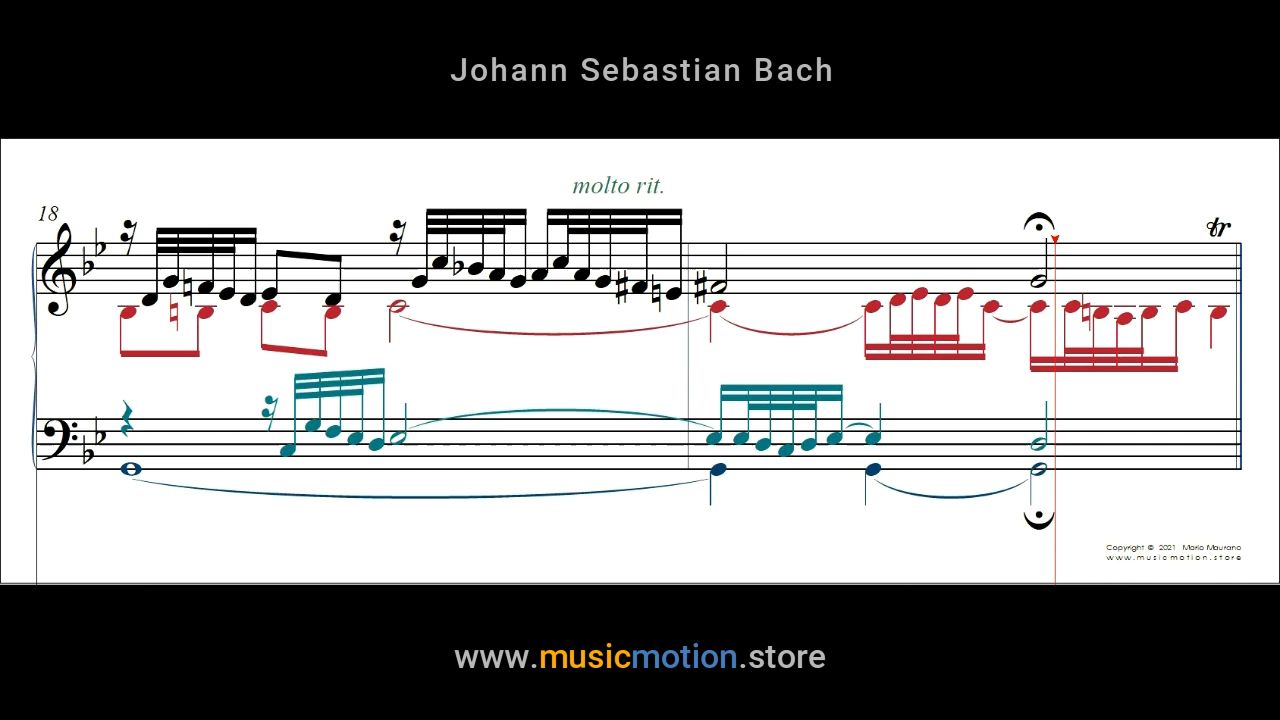 Johann Sebastian Bach
molto rit.
18
tr
Copyright © 2021 Mario Maurano
www.musicmotion.store
www.musicmotion.store